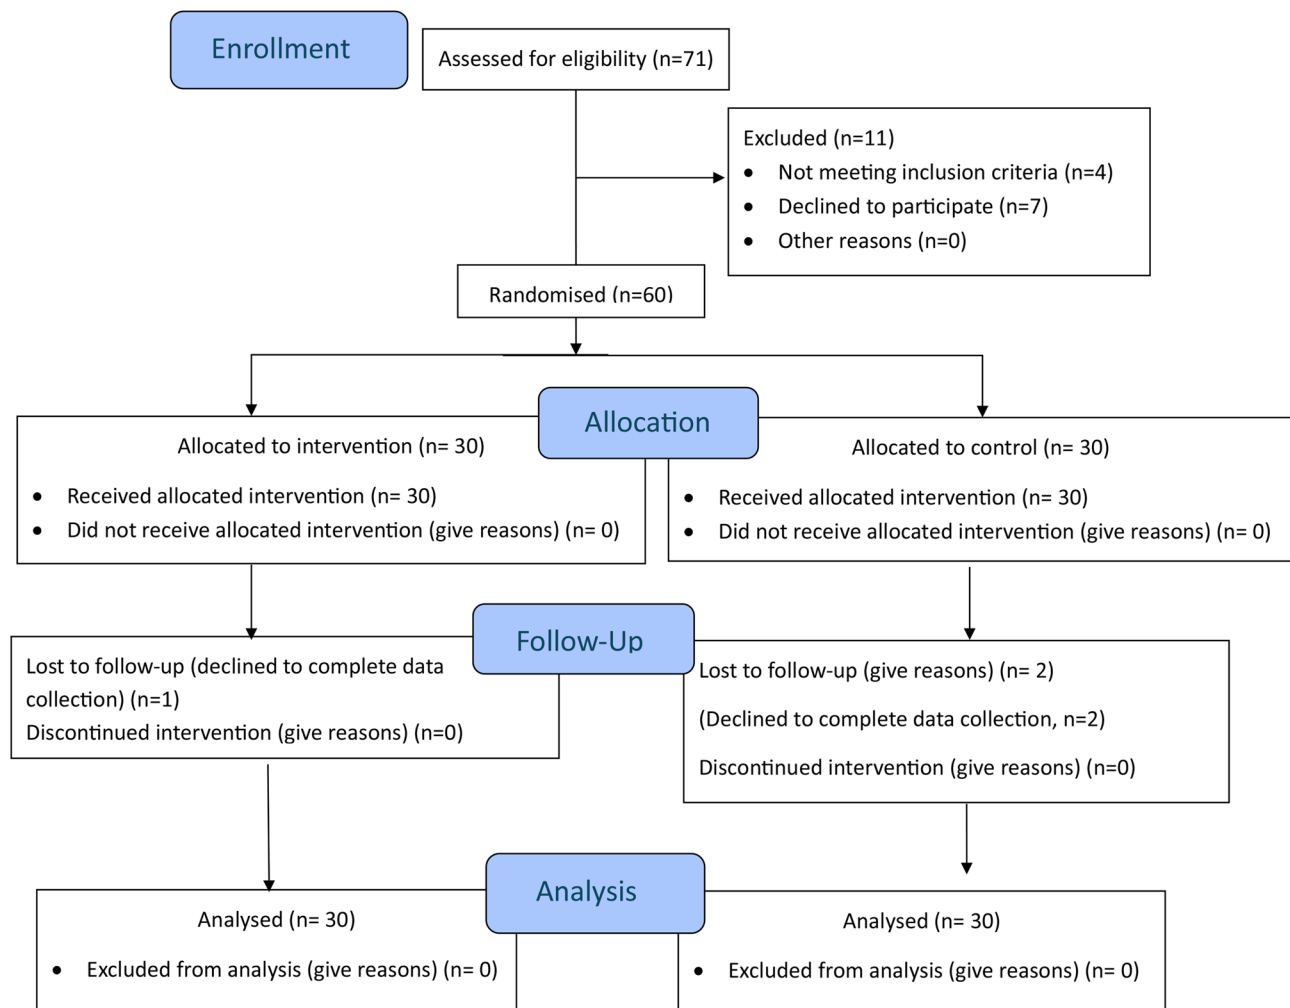 Enrollment
Assessed for eligibility (n=71)
Excluded (n=11)
• Not meeting inclusion criteria (n=4)
• Declined to participate (n=7)
• Other reasons (n=0)
Randomised (n=60)
Allocation
Allocated to intervention (n= 30)
• Received allocated intervention (n= 30)
• Did not receive allocated intervention (give reasons) (n= 0)
Allocated to control (n= 30)
• Received allocated intervention (n= 30)
• Did not receive allocated intervention (give reasons) (n= 0)
Follow-Up
Lost to follow-up (declined to complete data
collection) (n=1)
Discontinued intervention (give reasons) (n=0)
Lost to follow-up (give reasons) (n= 2)
(Declined to complete data collection, n=2)
Discontinued intervention (give reasons) (n=0)
Analysis
Analysed (n= 30)
• Excluded from analysis (give reasons) (n= 0)
Analysed (n= 30)
• Excluded from analysis (give reasons) (n= 0)